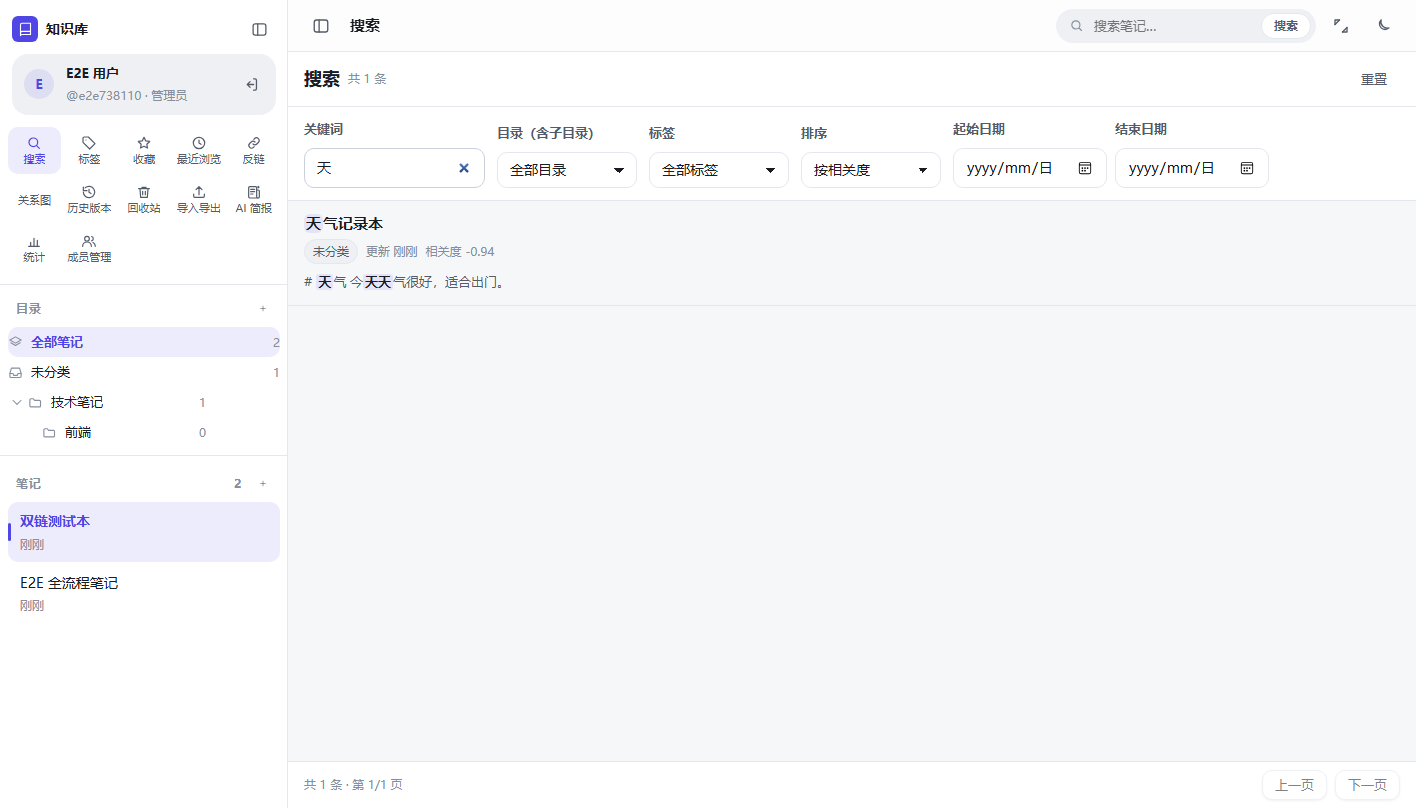 知识库
E
E2E 用户
@e2e738110 · 管理员
搜索
标签
收藏
最近浏览
反链
关系图
历史版本
回收站
导入导出
AI 简报
统计
成员管理
目录
+
全部笔记
2
未分类
1
技术笔记
1
前端
0
笔记
2
+
双链测试本
刚刚
E2E 全流程笔记
刚刚
搜索
搜索笔记...
搜索
搜索 共 1 条
重置
关键词
目录（含子目录）
标签
排序
起始日期
结束日期
天
全部目录
全部标签
按相关度
yyyy/mm/日
yyyy/mm/日
天气记录本
未分类 更新 刚刚 相关度 -0.94
# 天气 今天天气很好，适合出门。
共 1 条 · 第 1/1 页
上一页
下一页